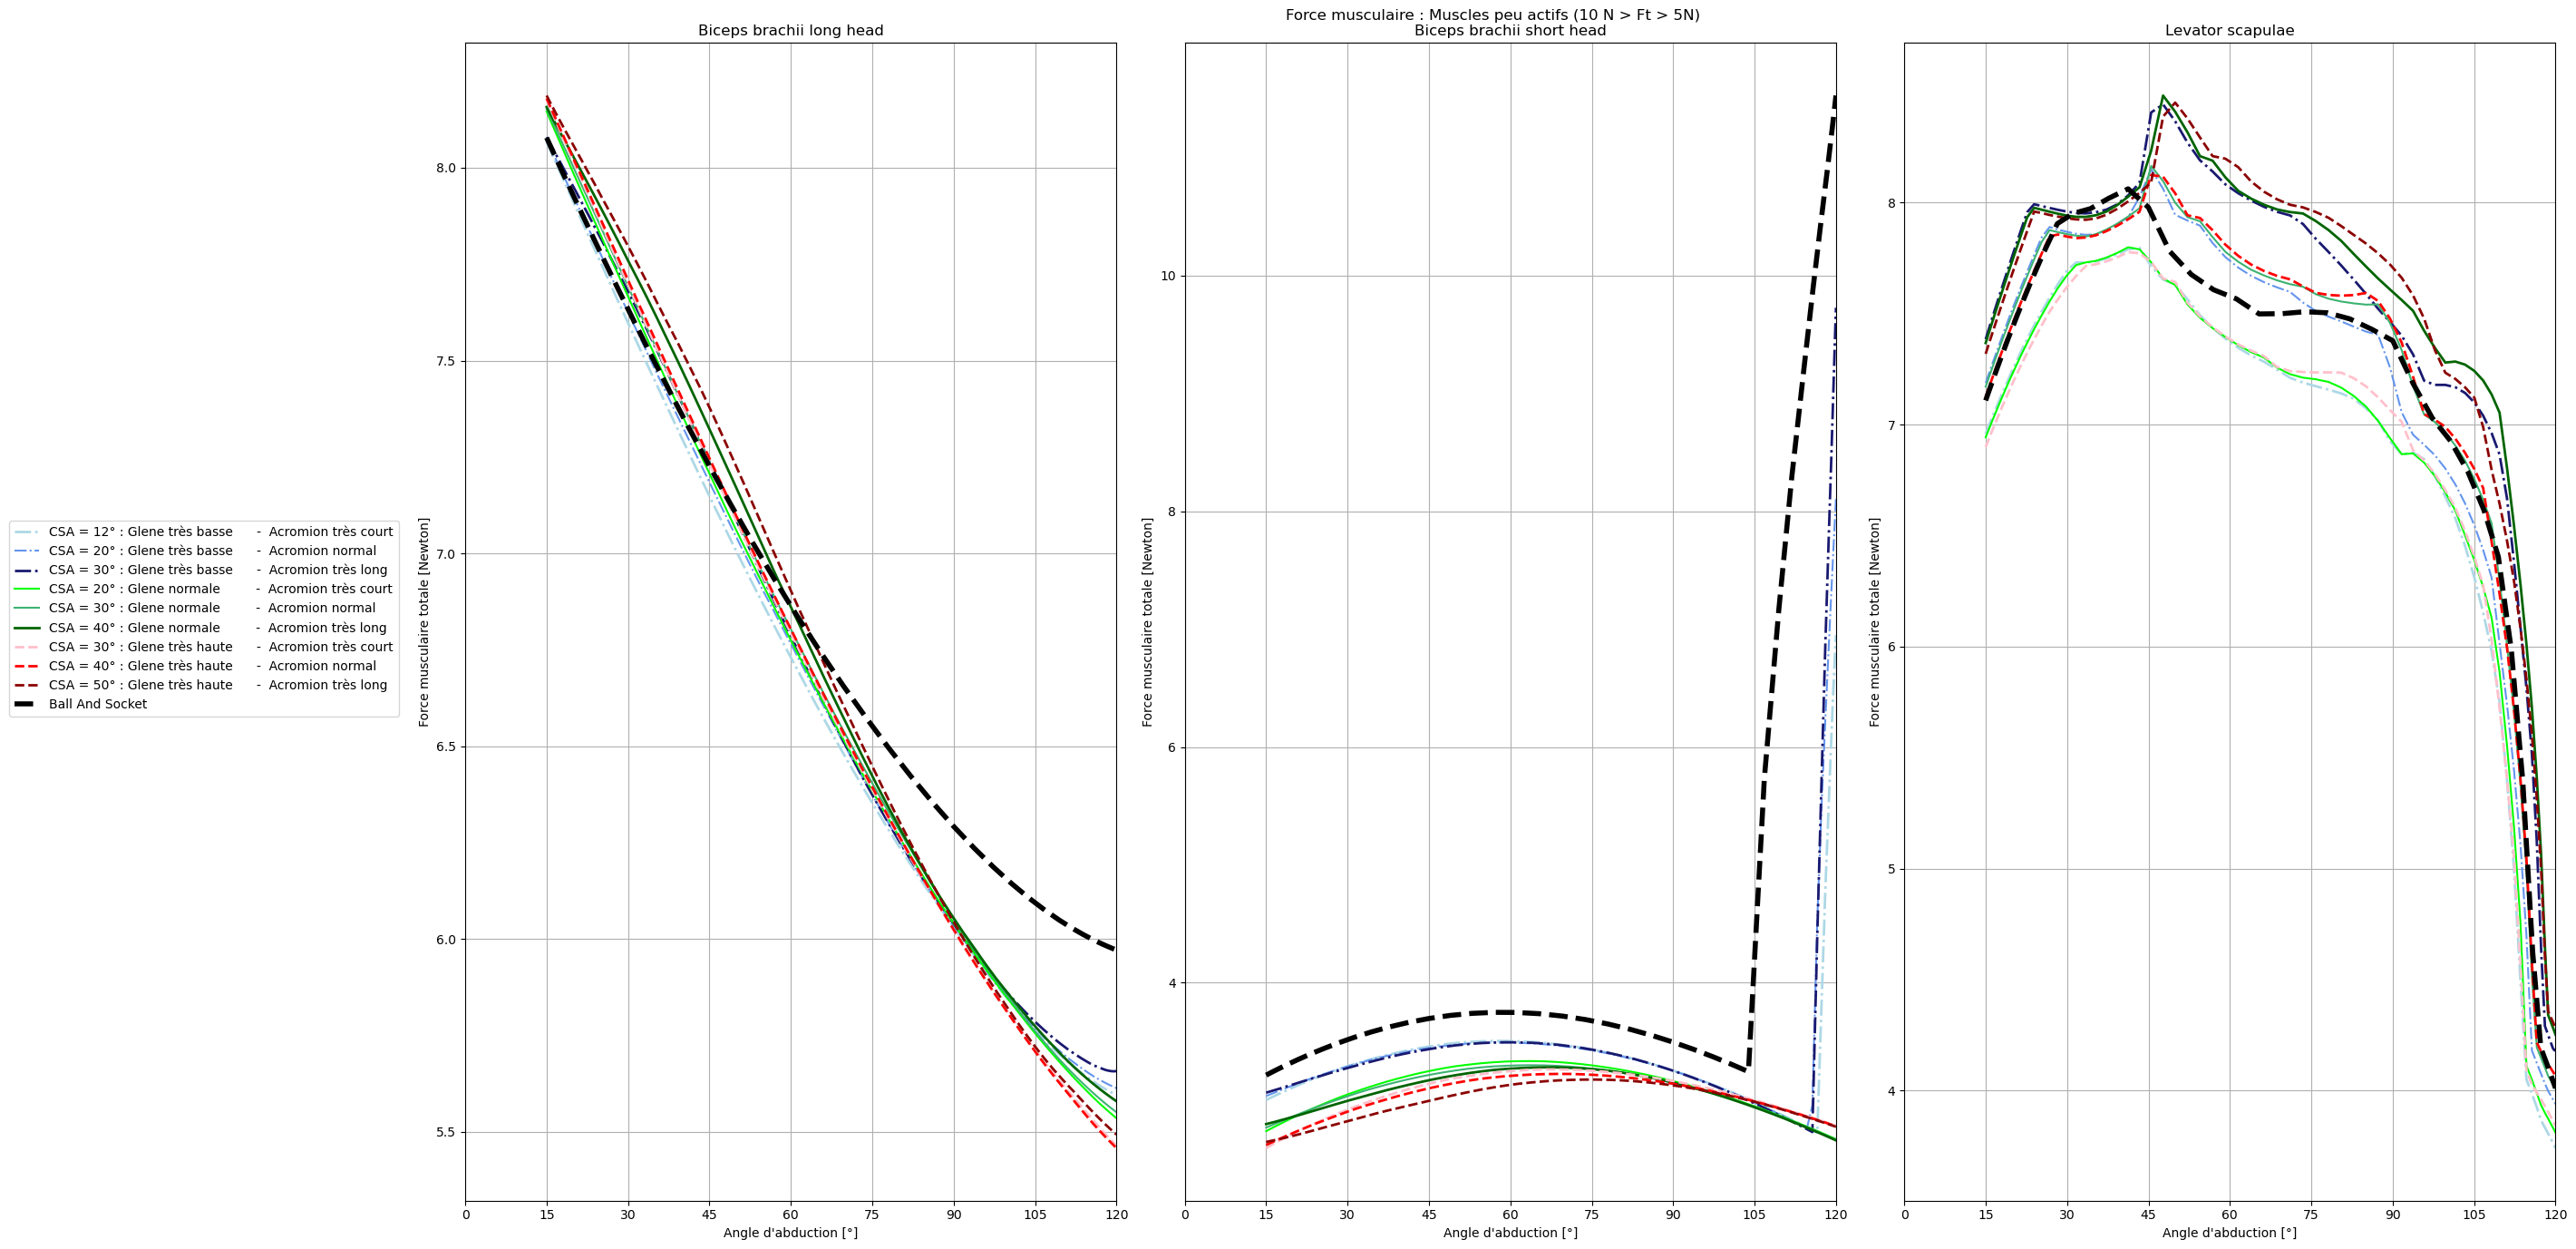 Force musculaire : Muscles peu actifs (10 N > Ft > 5N)
Biceps brachii long head
Biceps brachii short head
Levator scapulae
CSA = 12° : Glene très basse - Acromion très court
CSA = 20° : Glene très basse - Acromion normal
CSA = 30° : Glene très basse - Acromion très long
CSA = 20° : Glene normale - Acromion très court
CSA = 30° : Glene normale - Acromion normal
CSA = 40° : Glene normale - Acromion très long
CSA = 30° : Glene très haute - Acromion très court
CSA = 40° : Glene très haute - Acromion normal
CSA = 50° : Glene très haute - Acromion très long
Ball And Socket
Force musculaire totale [Newton]
8.0
7.5
7.0
6.5
6.0
5.5
0 15 30 45 60 75 90 105 120
Angle d'abduction [°]
Force musculaire totale [Newton]
10
8
6
4
0 15 30 45 60 75 90 105 120
Angle d'abduction [°]
Force musculaire totale [Newton]
8
7
6
5
4
0 15 30 45 60 75 90 105 120
Angle d'abduction [°]